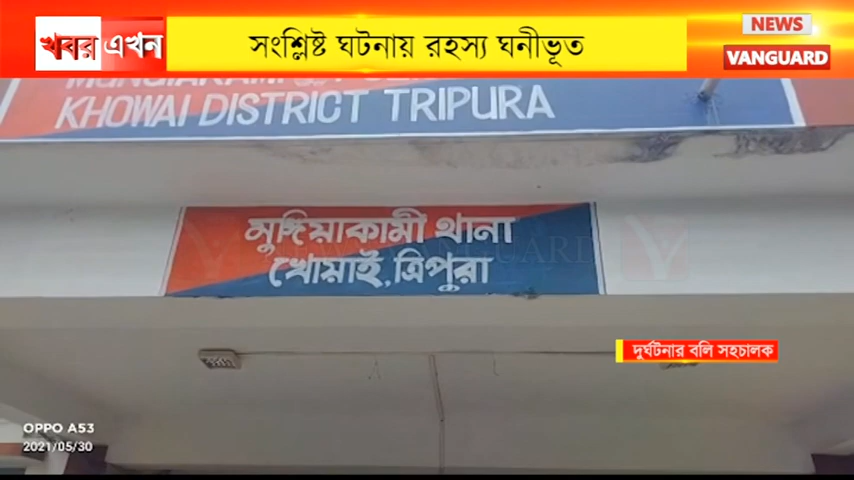 খবর এখন
সংশ্লিষ্ট ঘটনায় রহস্য ঘনীভূত
NEWS
VANGUARD
KHOWAI DISTRICT TRIPURA
মুঙ্গিয়াকামী থানা
খোয়াই, ত্রিপুরা
দুর্ঘটনার বলি সহচালক
OPPO A53
2021/05/30